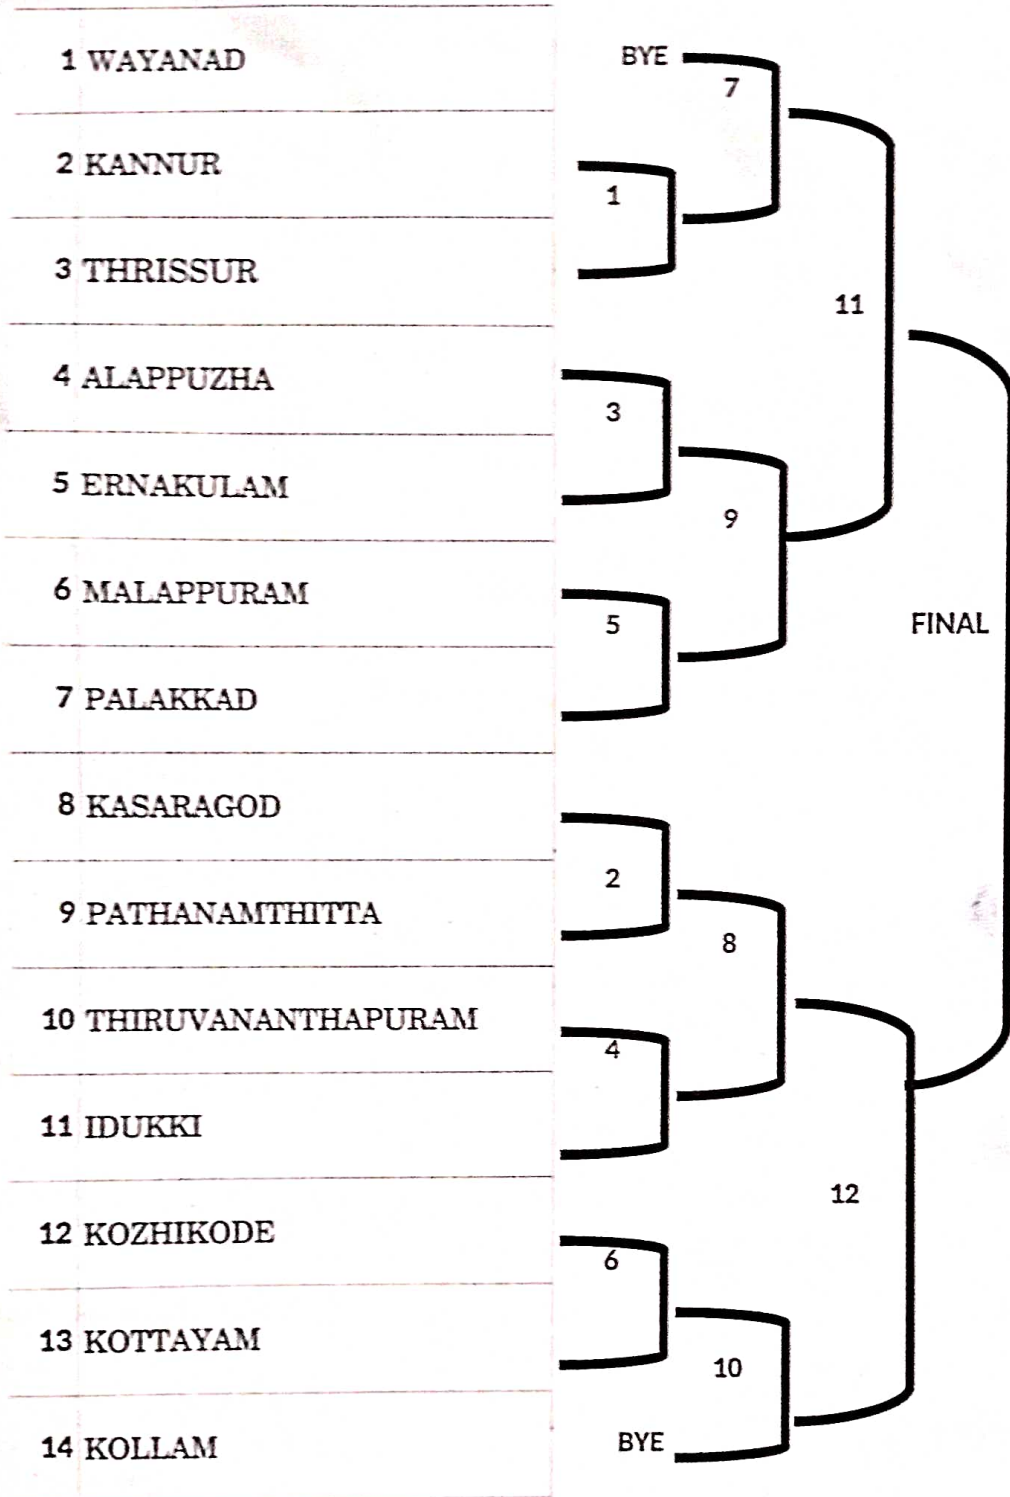 1 WAYANAD BYE
7
2 KANNUR
1
3 THRISSUR
11
4 ALAPPUZHA
3
5 ERNAKULAM
9
6 MALAPPURAM
5 FINAL
7 PALAKKAD
8 KASARAGOD
2
9 PATHANAMTHITTA
8
10 THIRUVANANTHAPURAM
4
11 IDUKKI
12
12 KOZHIKODE
6
13 KOTTAYAM
10
14 KOLLAM BYE